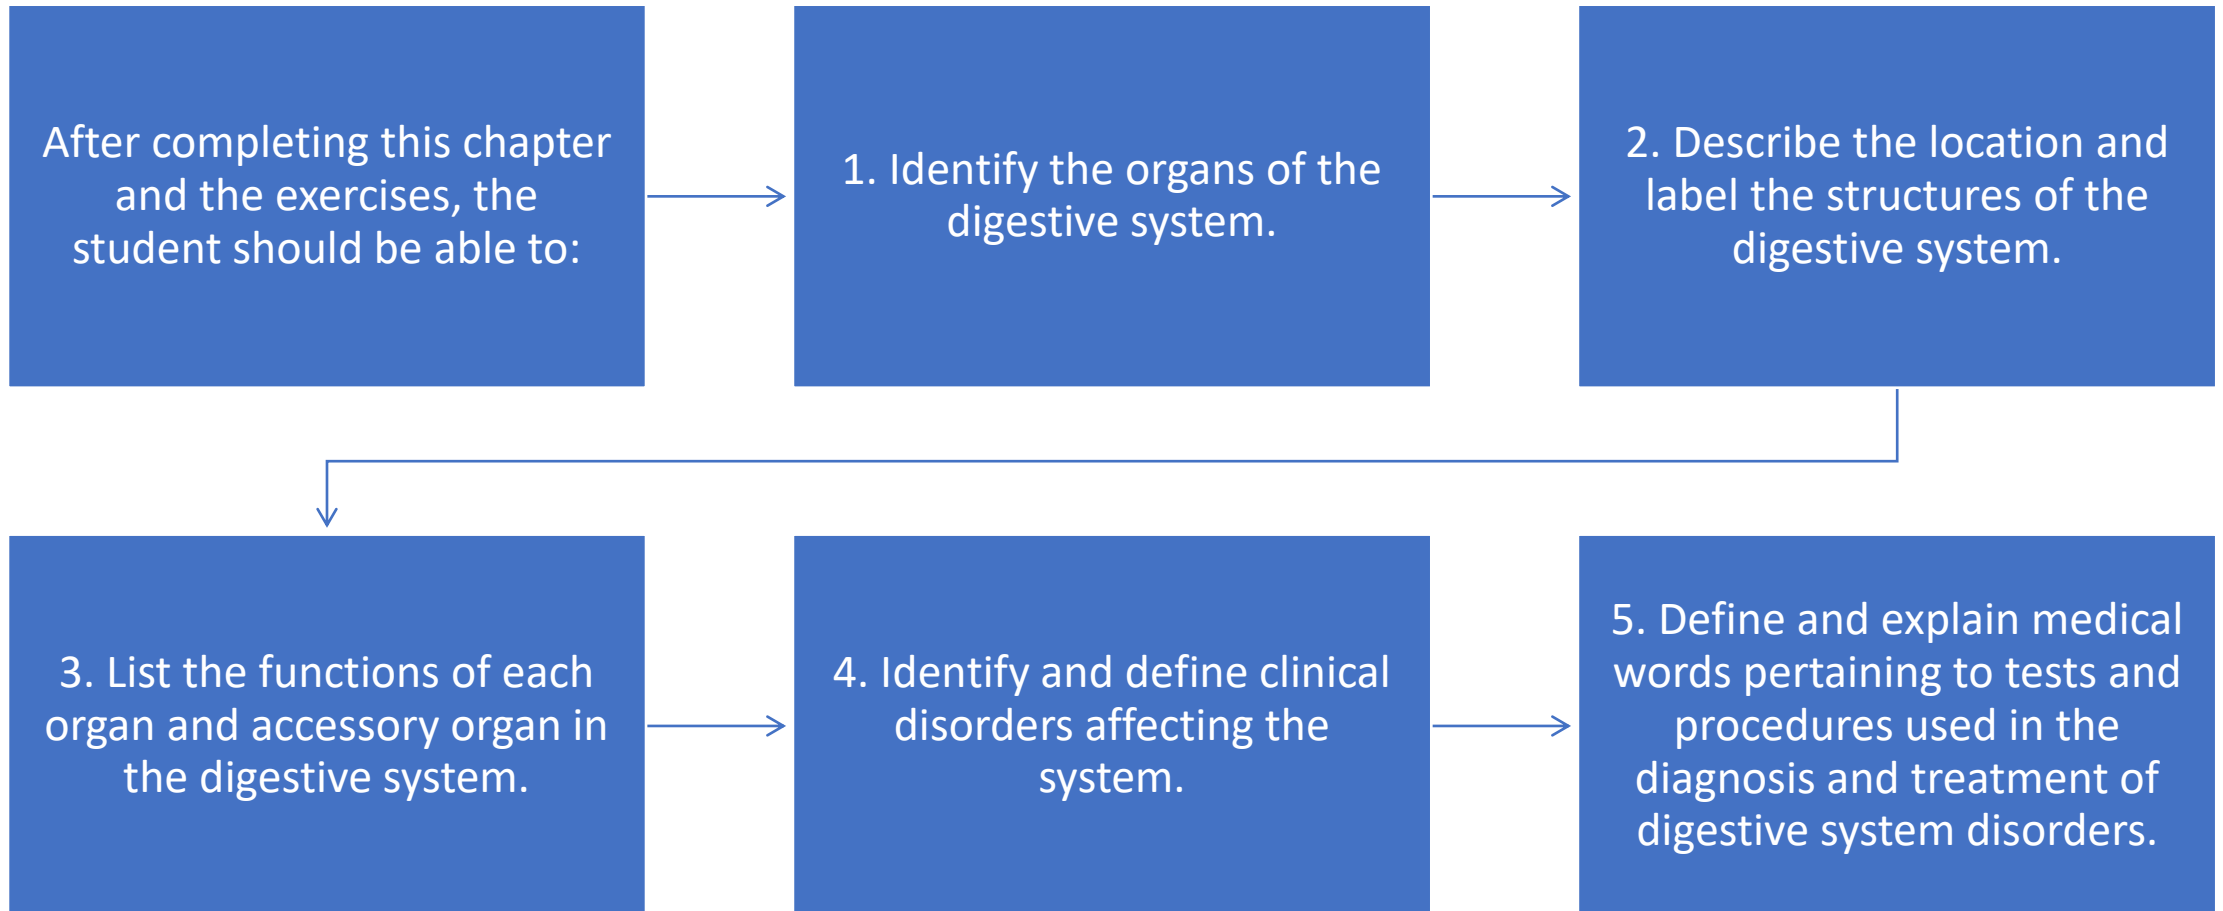 After completing this chapter
and the exercises, the
student should be able to:
1. Identify the organs of the
digestive system.
2. Describe the location and
label the structures of the
digestive system.
3. List the functions of each
organ and accessory organ in
the digestive system.
4. Identify and define clinical
disorders affecting the
system.
5. Define and explain medical
words pertaining to tests and
procedures used in the
diagnosis and treatment of
digestive system disorders.